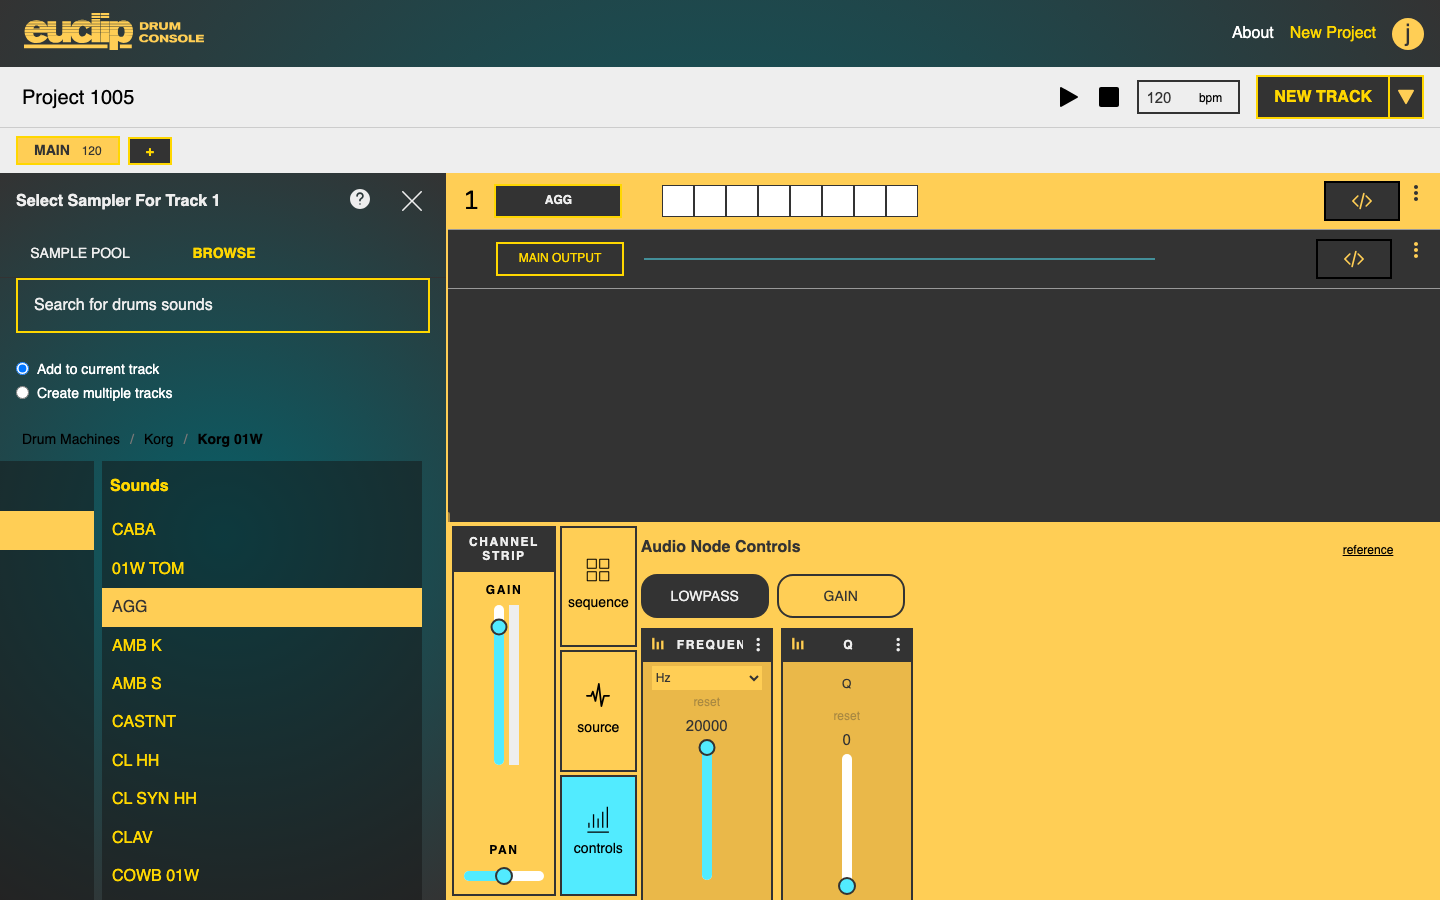 euclip DRUM CONSOLE
About New Project j
Project 1005
120 bpm
NEW TRACK
MAIN 120 +
Select Sampler For Track 1 ?
SAMPLE POOL BROWSE
Search for drums sounds
Add to current track
Create multiple tracks
Drum Machines / Korg / Korg 01W
Sounds
CABA
01W TOM
AGG
AMB K
AMB S
CASTNT
CL HH
CL SYN HH
CLAV
COWB 01W
1 AGG </>
MAIN OUTPUT </>
CHANNEL
STRIP
GAIN
PAN
sequence
source
controls
Audio Node Controls
reference
LOWPASS GAIN
FREQUEN
Hz
reset
20000
Q
Q
reset
0